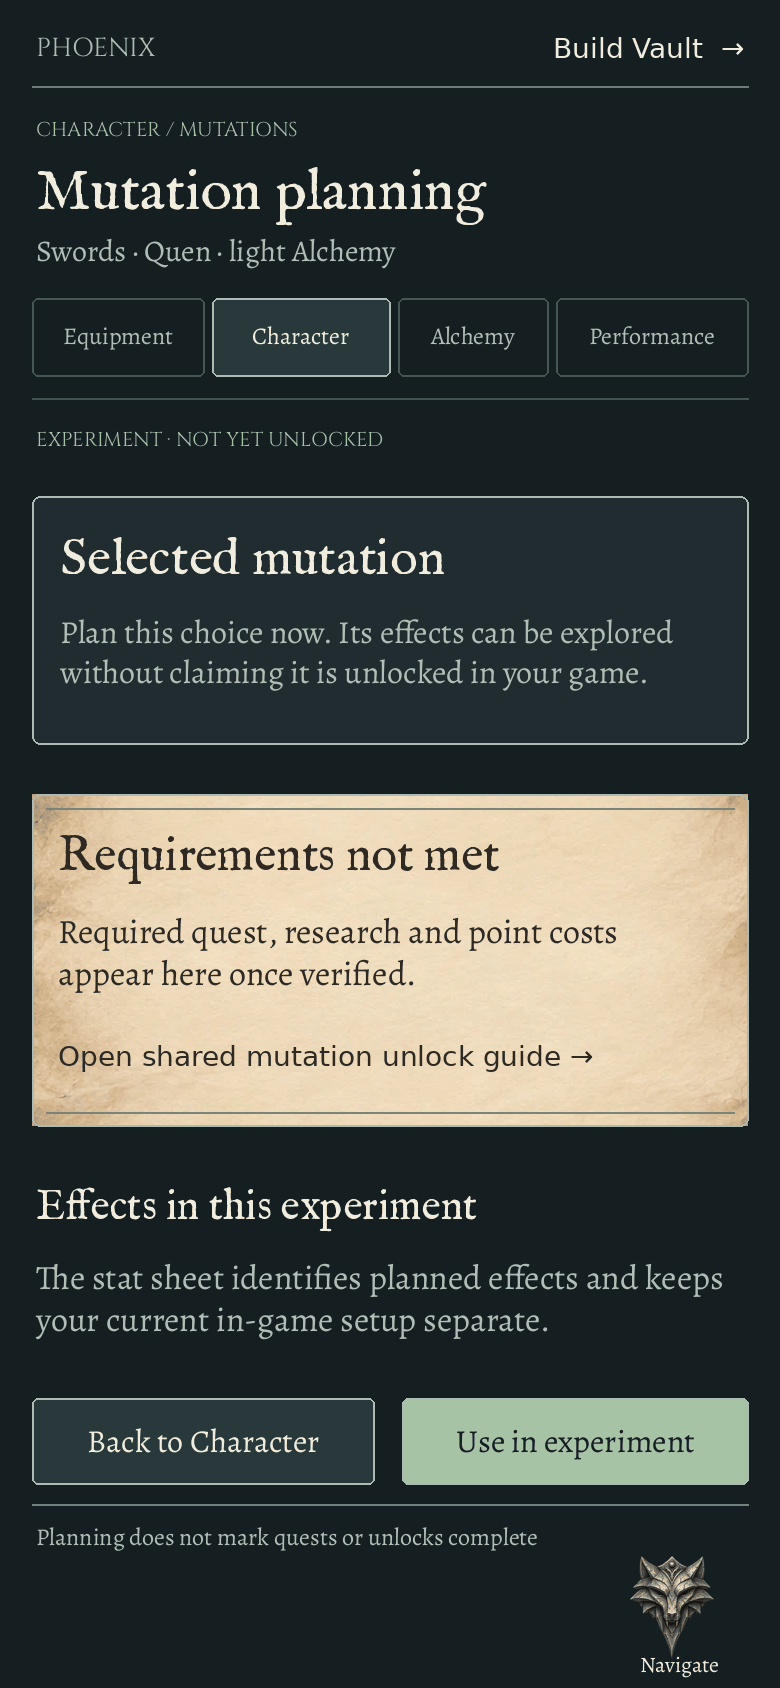 PHOENIX
Build Vault →
CHARACTER / MUTATIONS
Mutation planning
Swords · Quen · light Alchemy
Equipment
Character
Alchemy
Performance
EXPERIMENT · NOT YET UNLOCKED
Selected mutation
Plan this choice now. Its effects can be explored
without claiming it is unlocked in your game.
Requirements not met
Required quest, research and point costs
appear here once verified.
Open shared mutation unlock guide →
Effects in this experiment
The stat sheet identifies planned effects and keeps
your current in-game setup separate.
Back to Character
Use in experiment
Planning does not mark quests or unlocks complete
Navigate